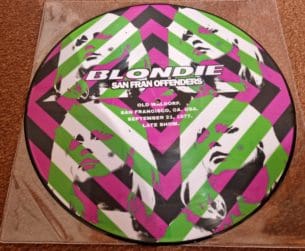 BLONDIE
SAN FRAN OFFENDERS
OLD WALDORF,
SAN FRANCISCO, CA, USA.
SEPTEMBER 21, 1977.
LATE SHOW.